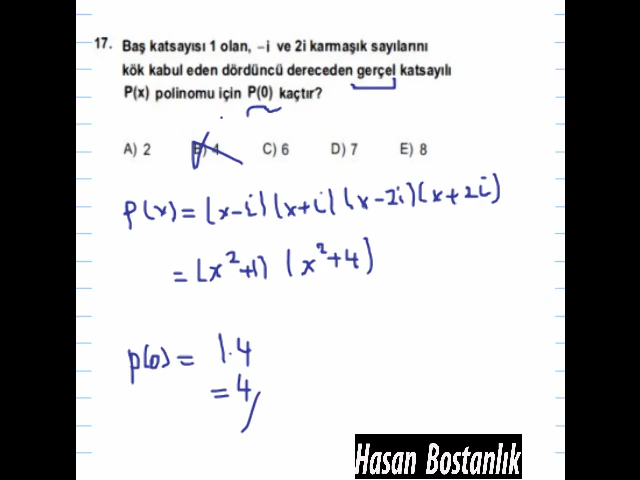 17. Baş katsayısı 1 olan, –i ve 2i karmaşık sayılarını
kök kabul eden dördüncü dereceden gerçel katsayılı
P(x) polinomu için P(0) kaçtır?
A) 2 B) 4 C) 6 D) 7 E) 8
P(x) = (x-i)(x+i)(x-2i)(x+2i)
= (x²+1) (x²+4)
p(0) = 1.4
= 4
Hasan Bostanlık